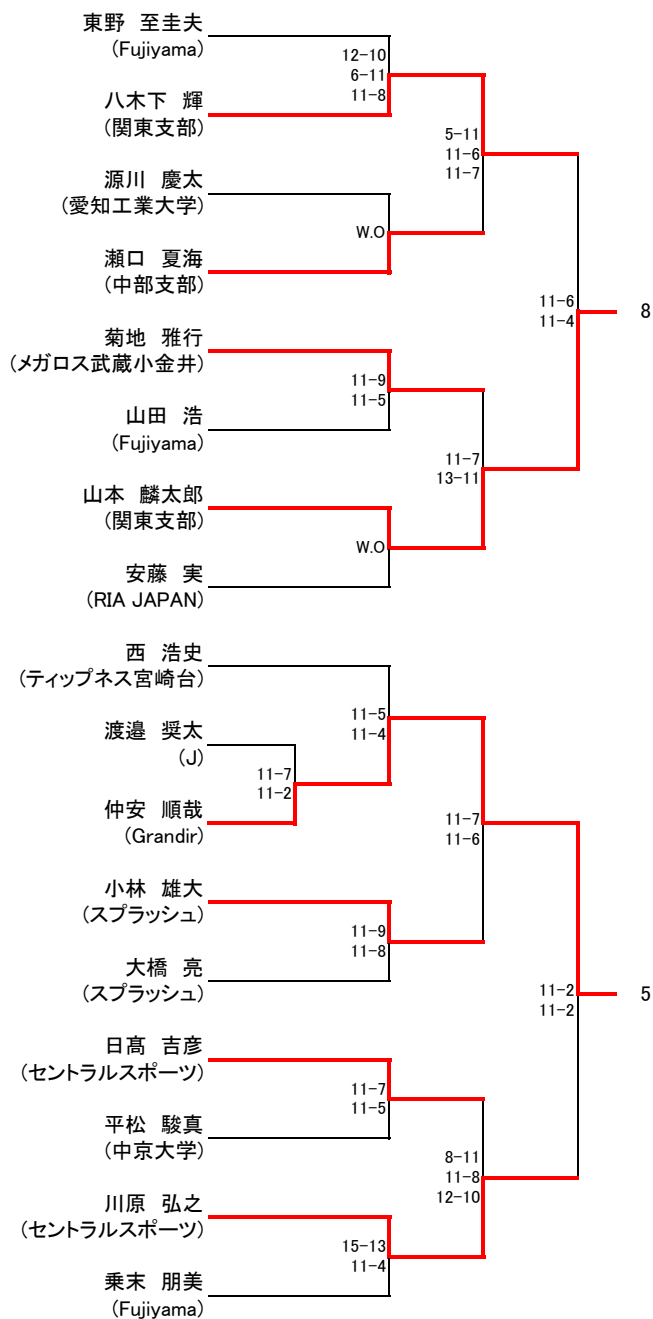 東野 至圭夫
(Fujiyama)
12-10
6-11
11-8
八木下 輝
(関東支部)
5-11
11-6
11-7
源川 慶太
(愛知工業大学)
W.O
瀬口 夏海
(中部支部)
11-6
11-4
8
菊地 雅行
(メガロス武蔵小金井)
11-9
11-5
山田 浩
(Fujiyama)
11-7
13-11
山本 麟太郎
(関東支部)
W.O
安藤 実
(RIA JAPAN)
西 浩史
(ティップネス宮崎台)
11-5
11-4
渡邉 奨太
(J)
11-7
11-2
仲安 順哉
(Grandir)
11-7
11-6
小林 雄大
(スプラッシュ)
11-9
11-8
大橋 亮
(スプラッシュ)
11-2
11-2
5
日髙 吉彦
(セントラルスポーツ)
11-7
11-5
平松 駿真
(中京大学)
8-11
11-8
12-10
川原 弘之
(セントラルスポーツ)
15-13
11-4
乗末 朋美
(Fujiyama)